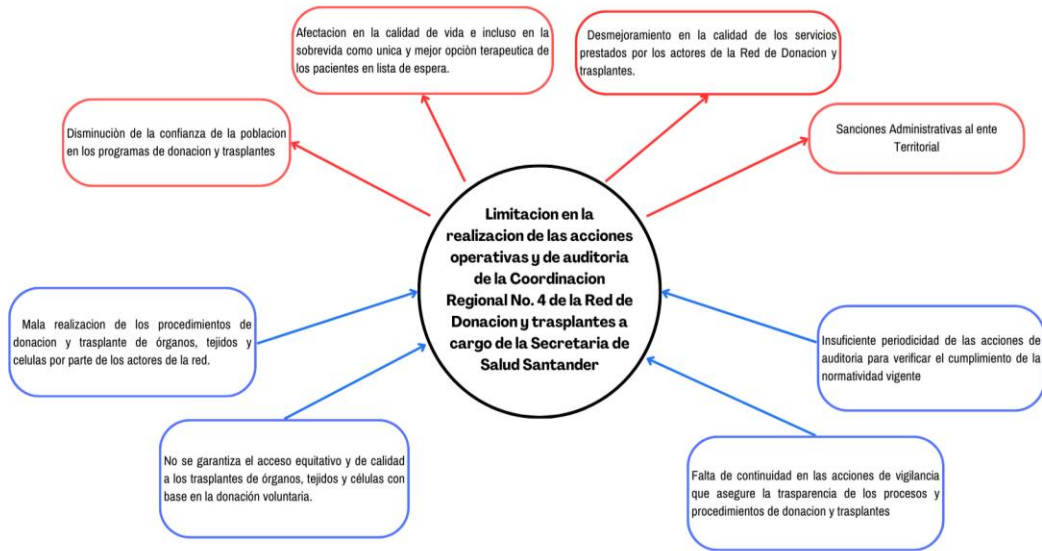 Afectacion en la calidad de vida e incluso en la
sobrevida como unica y mejor opciòn terapeutica de
los pacientes en lista de espera.
Desmejoramiento en la calidad de los servicios
prestados por los actores de la Red de Donacion y
trasplantes.
Disminuciòn de la confianza de la poblacion
en los programas de donacion y trasplantes
Sanciones Administrativas al ente
Territorial
Limitacion en la
realizacion de las acciones
operativas y de auditoria
de la Coordinacion
Regional No. 4 de la Red de
Donacion y trasplantes a
cargo de la Secretaria de
Salud Santander
Mala realizacion de los procedimientos de
donacion y trasplante de órganos, tejidos y
celulas por parte de los actores de la red.
Insuficiente periodicidad de las acciones de
auditoria para verificar el cumplimiento de la
normatividad vigente
No se garantiza el acceso equitativo y de calidad
a los trasplantes de órganos, tejidos y células con
base en la donación voluntaria.
Falta de continuidad en las acciones de vigilancia
que asegure la trasparencia de los procesos y
procedimientos de donacion y trasplantes